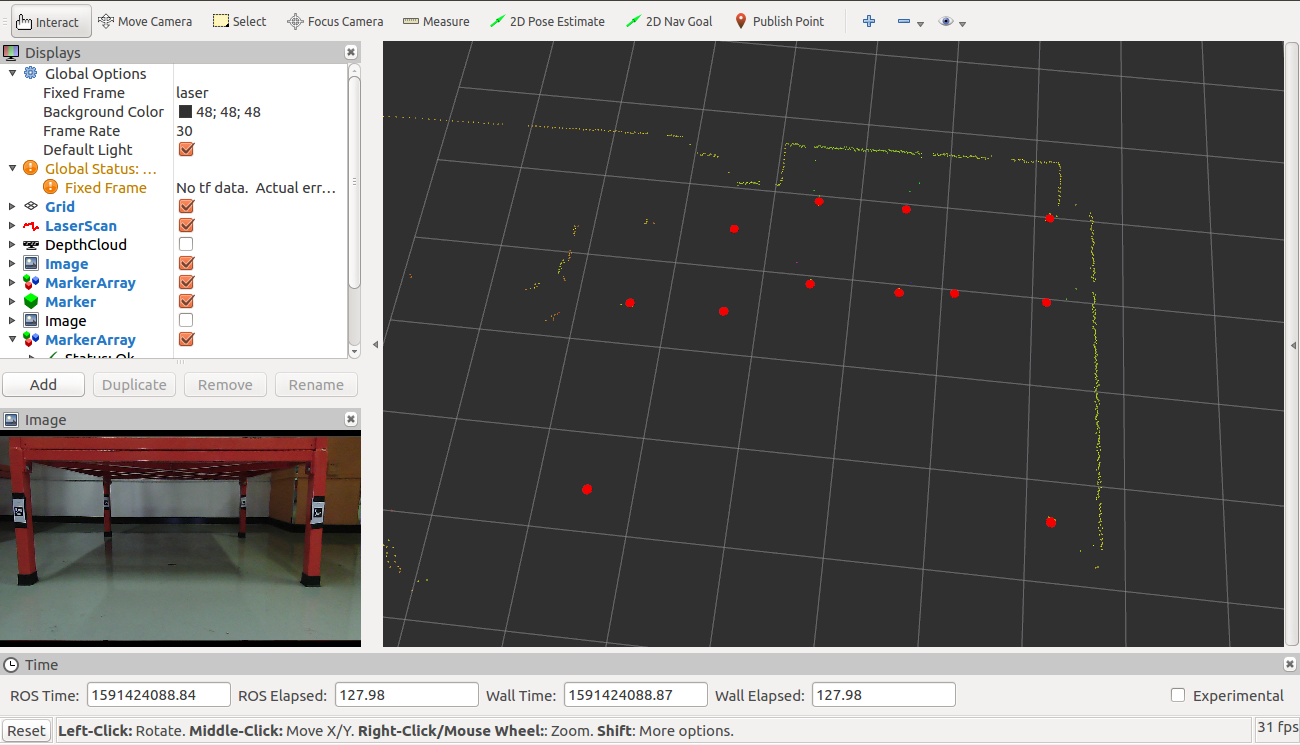 Interact Move Camera Select Focus Camera Measure 2D Pose Estimate 2D Nav Goal Publish Point
Displays
Global Options
Fixed Frame laser
Background Color 48; 48; 48
Frame Rate 30
Default Light
Global Status: ...
Fixed Frame No tf data. Actual err...
Grid
LaserScan
DepthCloud
Image
MarkerArray
Marker
Image
MarkerArray
Status: Ok
Add Duplicate Remove Rename
Image
Time
ROS Time: 1591424088.84 ROS Elapsed: 127.98 Wall Time: 1591424088.87 Wall Elapsed: 127.98 Experimental
Reset Left-Click: Rotate. Middle-Click: Move X/Y. Right-Click/Mouse Wheel:: Zoom. Shift: More options. 31 fps